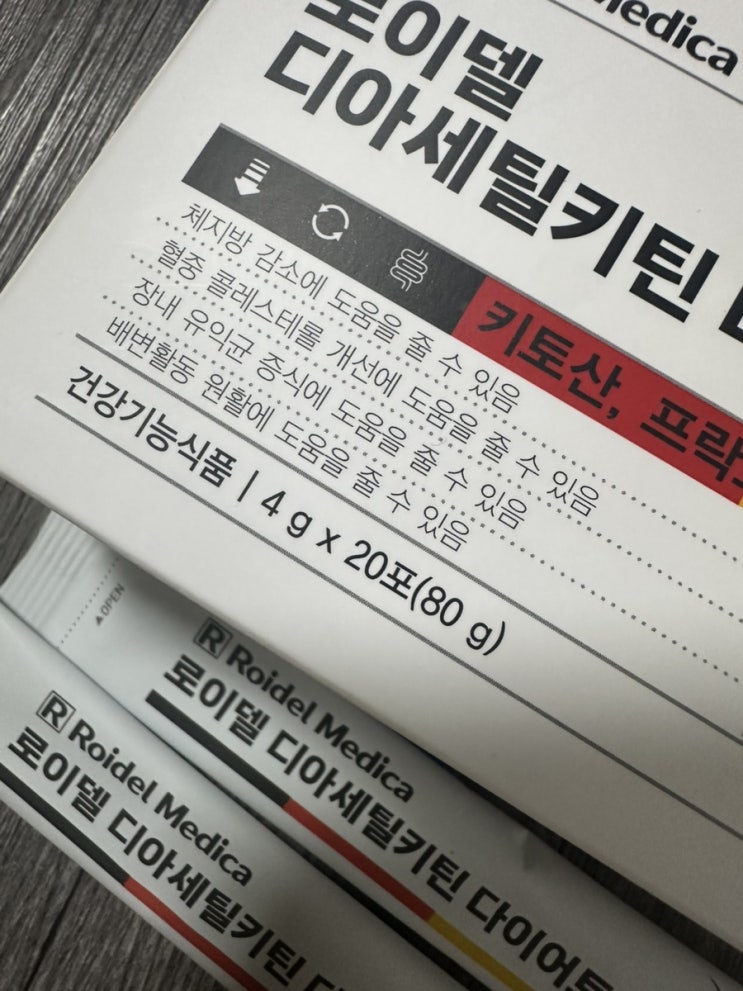 Medica
로이델
디아세틸키틴
키토산, 프락
체지방 감소에 도움을 줄 수 있음
혈중 콜레스테롤 개선에 도움을 줄 수 있음
장내 유익균 증식에 도움을 줄 수 있음
배변활동 원활에 도움을 줄 수 있음
건강기능식품 | 4 g x 20포(80 g)
▲OPEN
R Roidel Medica
로이델 디아세틸키틴 다이어트
R Roidel Medica
로이델 디아세틸키틴